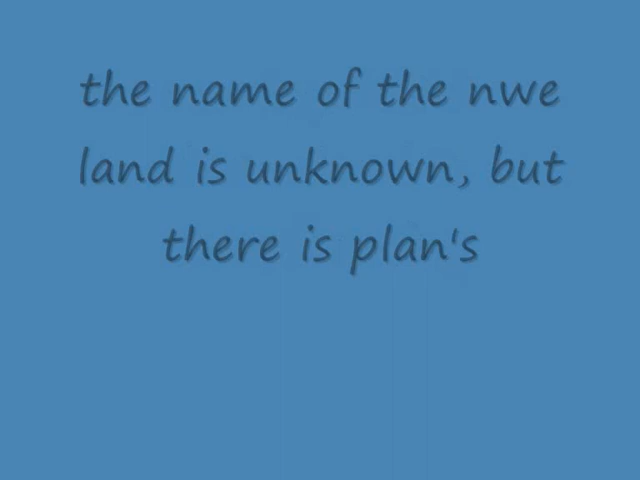 the name of the nwe
land is unknown, but
there is plan's